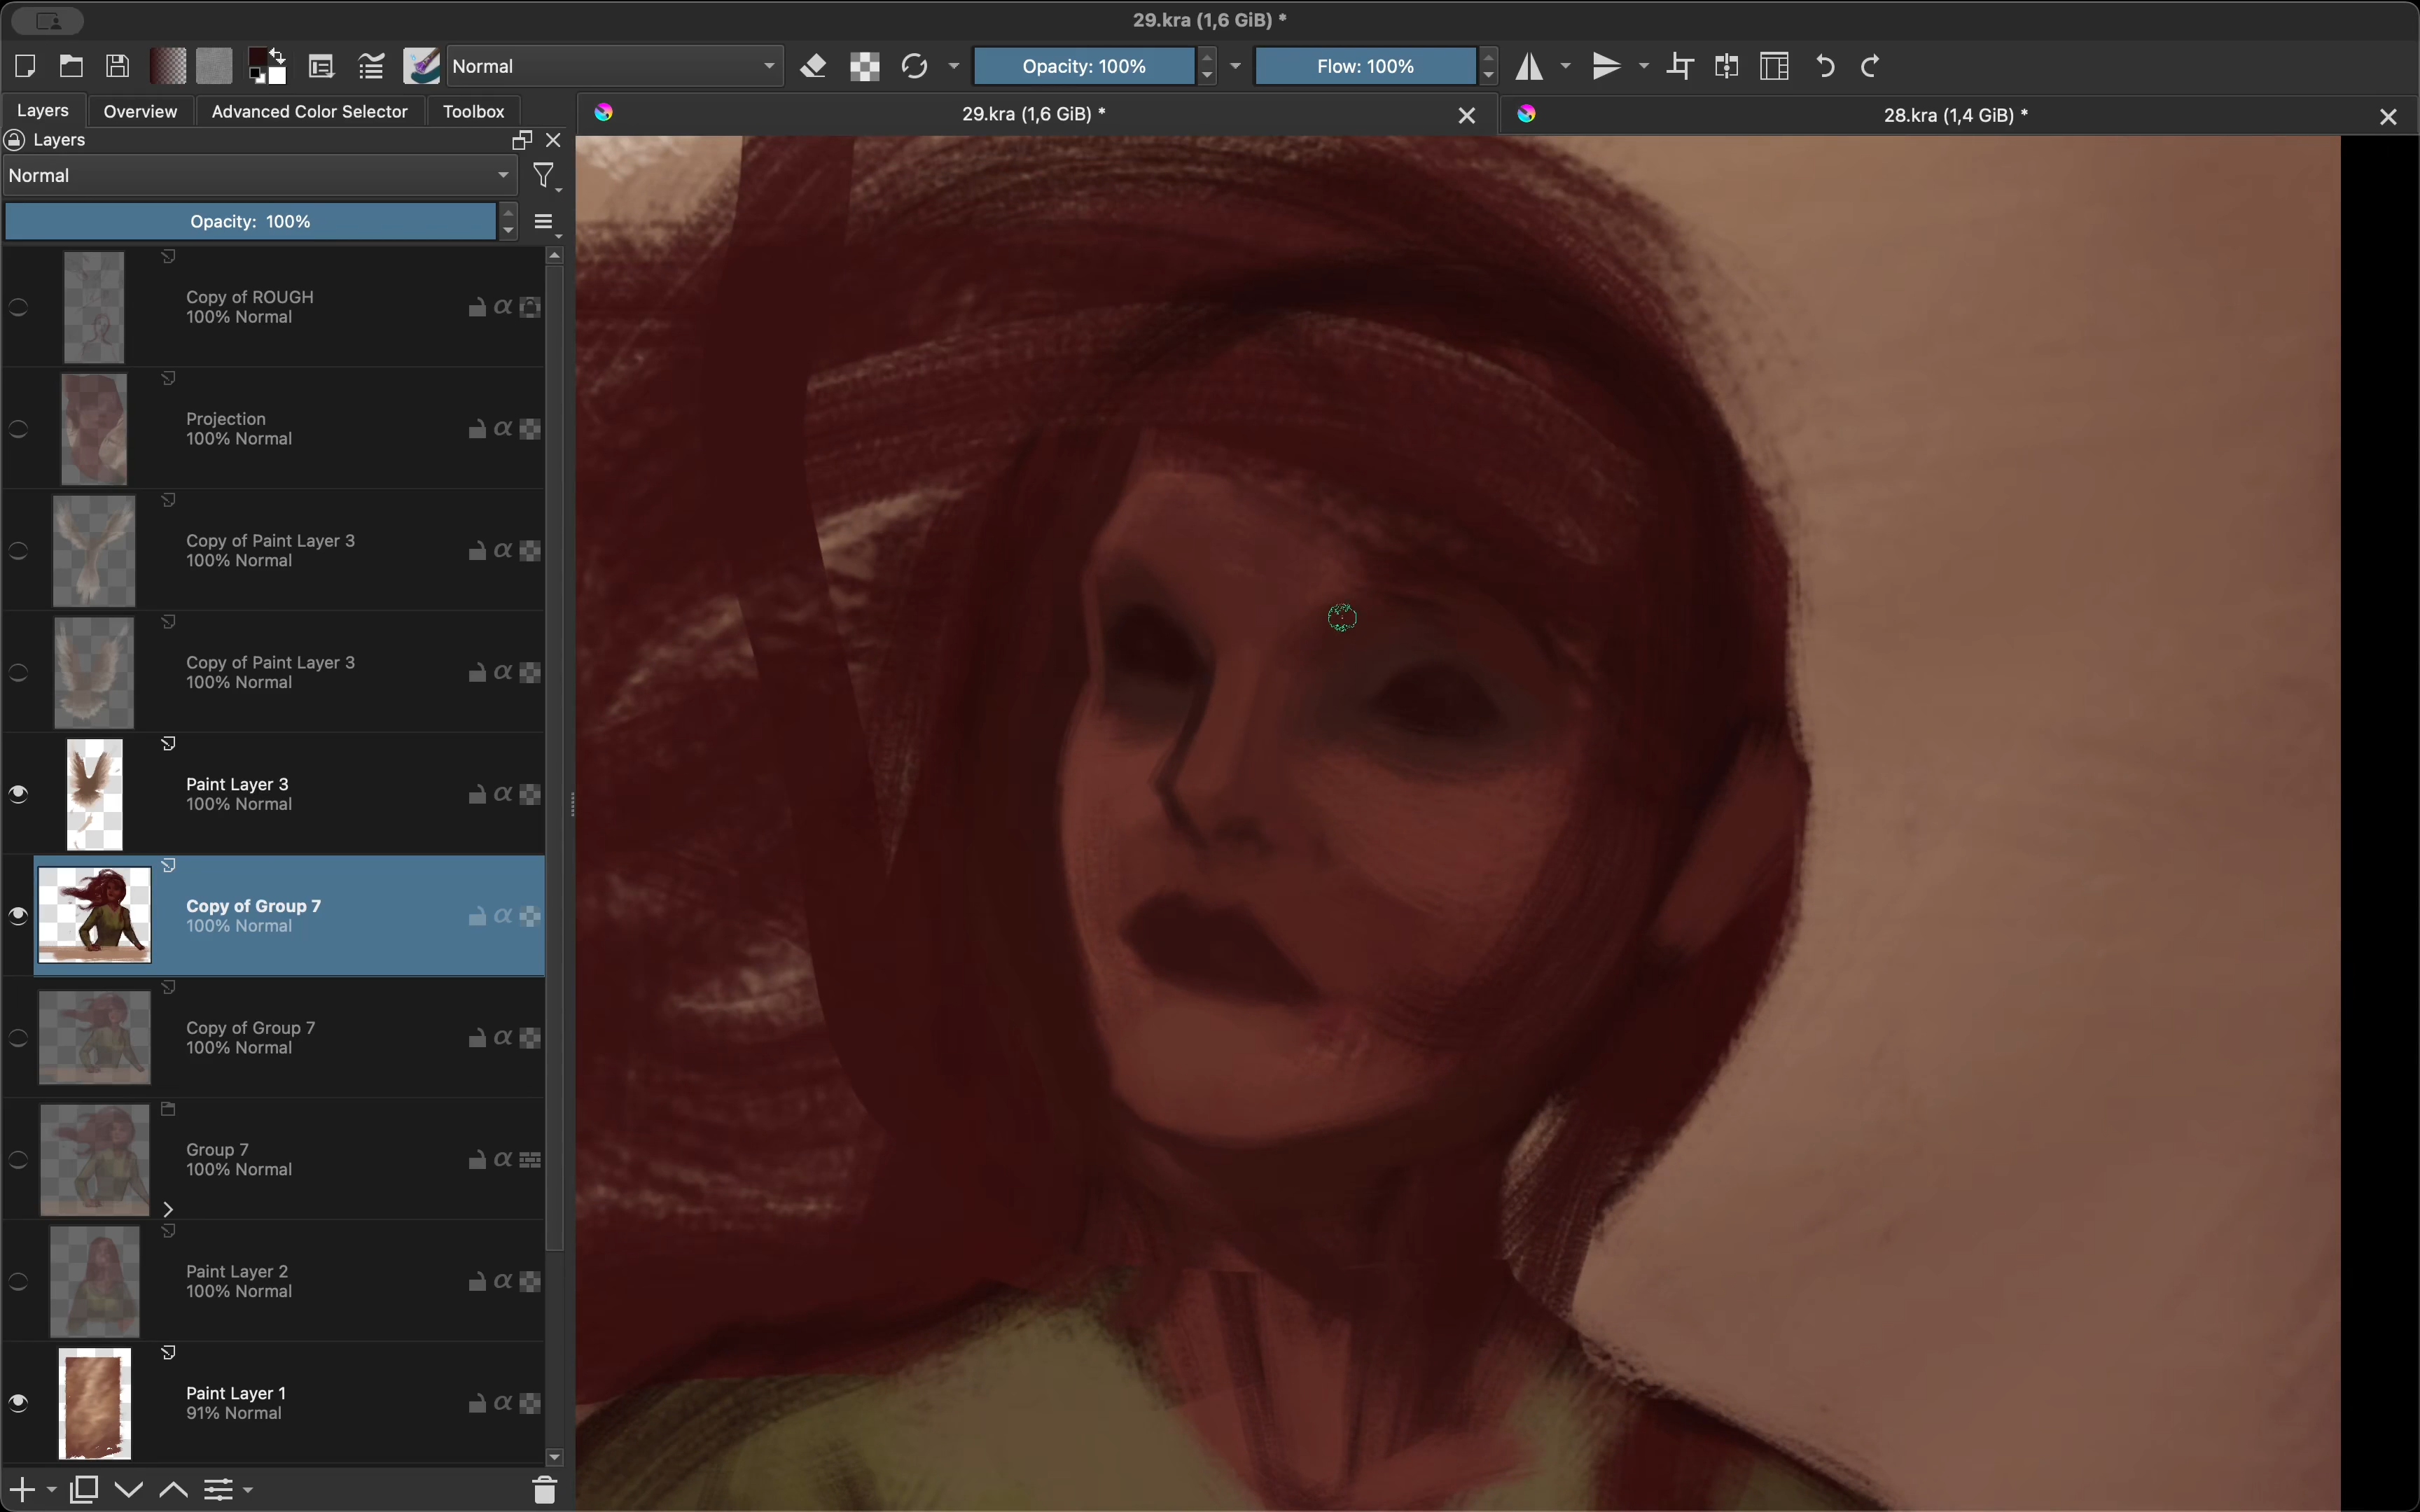 29.kra (1,6 GiB) *
Normal
Opacity: 100%
Flow: 100%
Layers
Overview
Advanced Color Selector
Toolbox
29.kra (1,6 GiB) *
28.kra (1,4 GiB) *
Layers
Normal
Opacity: 100%
Copy of ROUGH
100% Normal
Projection
100% Normal
Copy of Paint Layer 3
100% Normal
Copy of Paint Layer 3
100% Normal
Paint Layer 3
100% Normal
Copy of Group 7
100% Normal
Copy of Group 7
100% Normal
Group 7
100% Normal
Paint Layer 2
100% Normal
Paint Layer 1
91% Normal